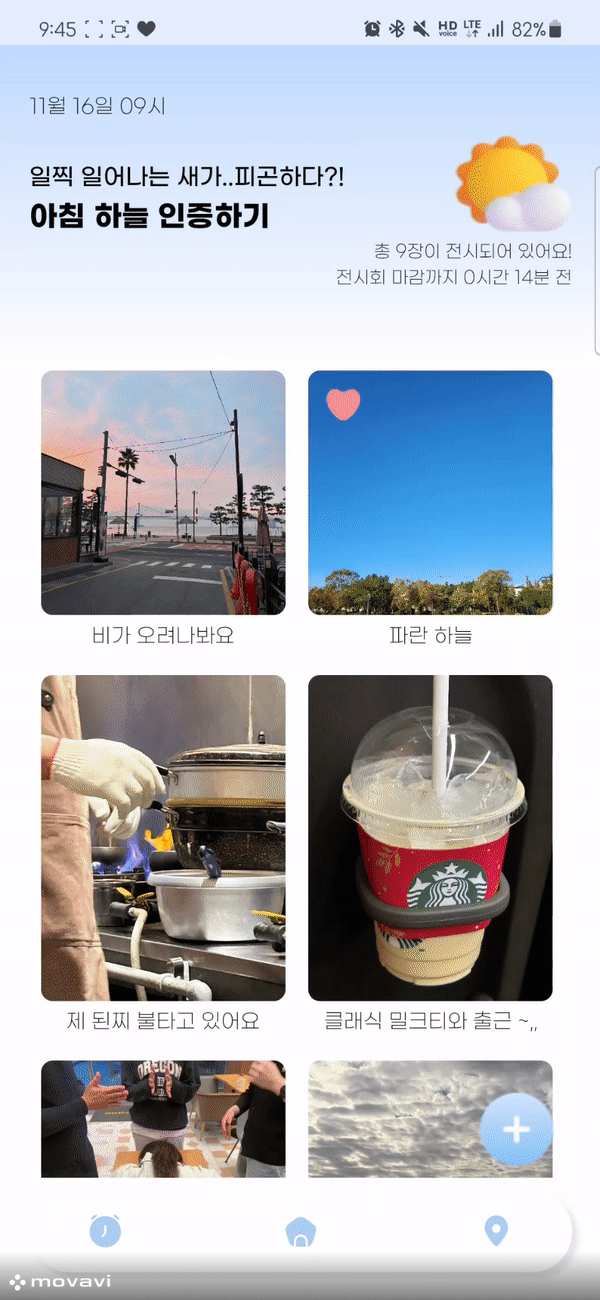 9:45
HD voice LTE 82%
11월 16일 09시
일찍 일어나는 새가..피곤하다?!
아침 하늘 인증하기
총 9장이 전시되어 있어요!
전시회 마감까지 0시간 14분 전
비가 오려나봐요
파란 하늘
제 된찌 불타고 있어요
클래식 밀크티와 출근 ~,,
OREGON
movavi